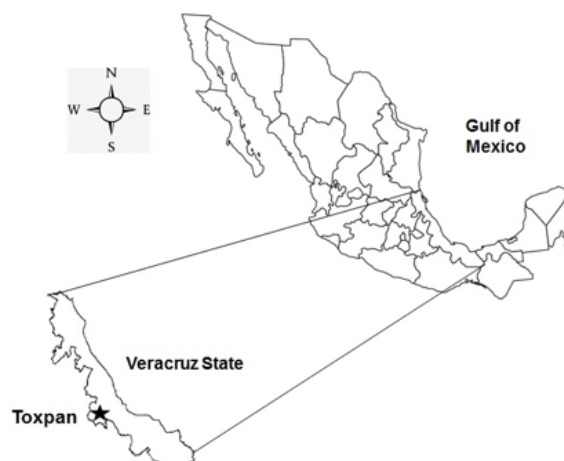 N
W E
S
Gulf of
Mexico
Veracruz State
Toxpan